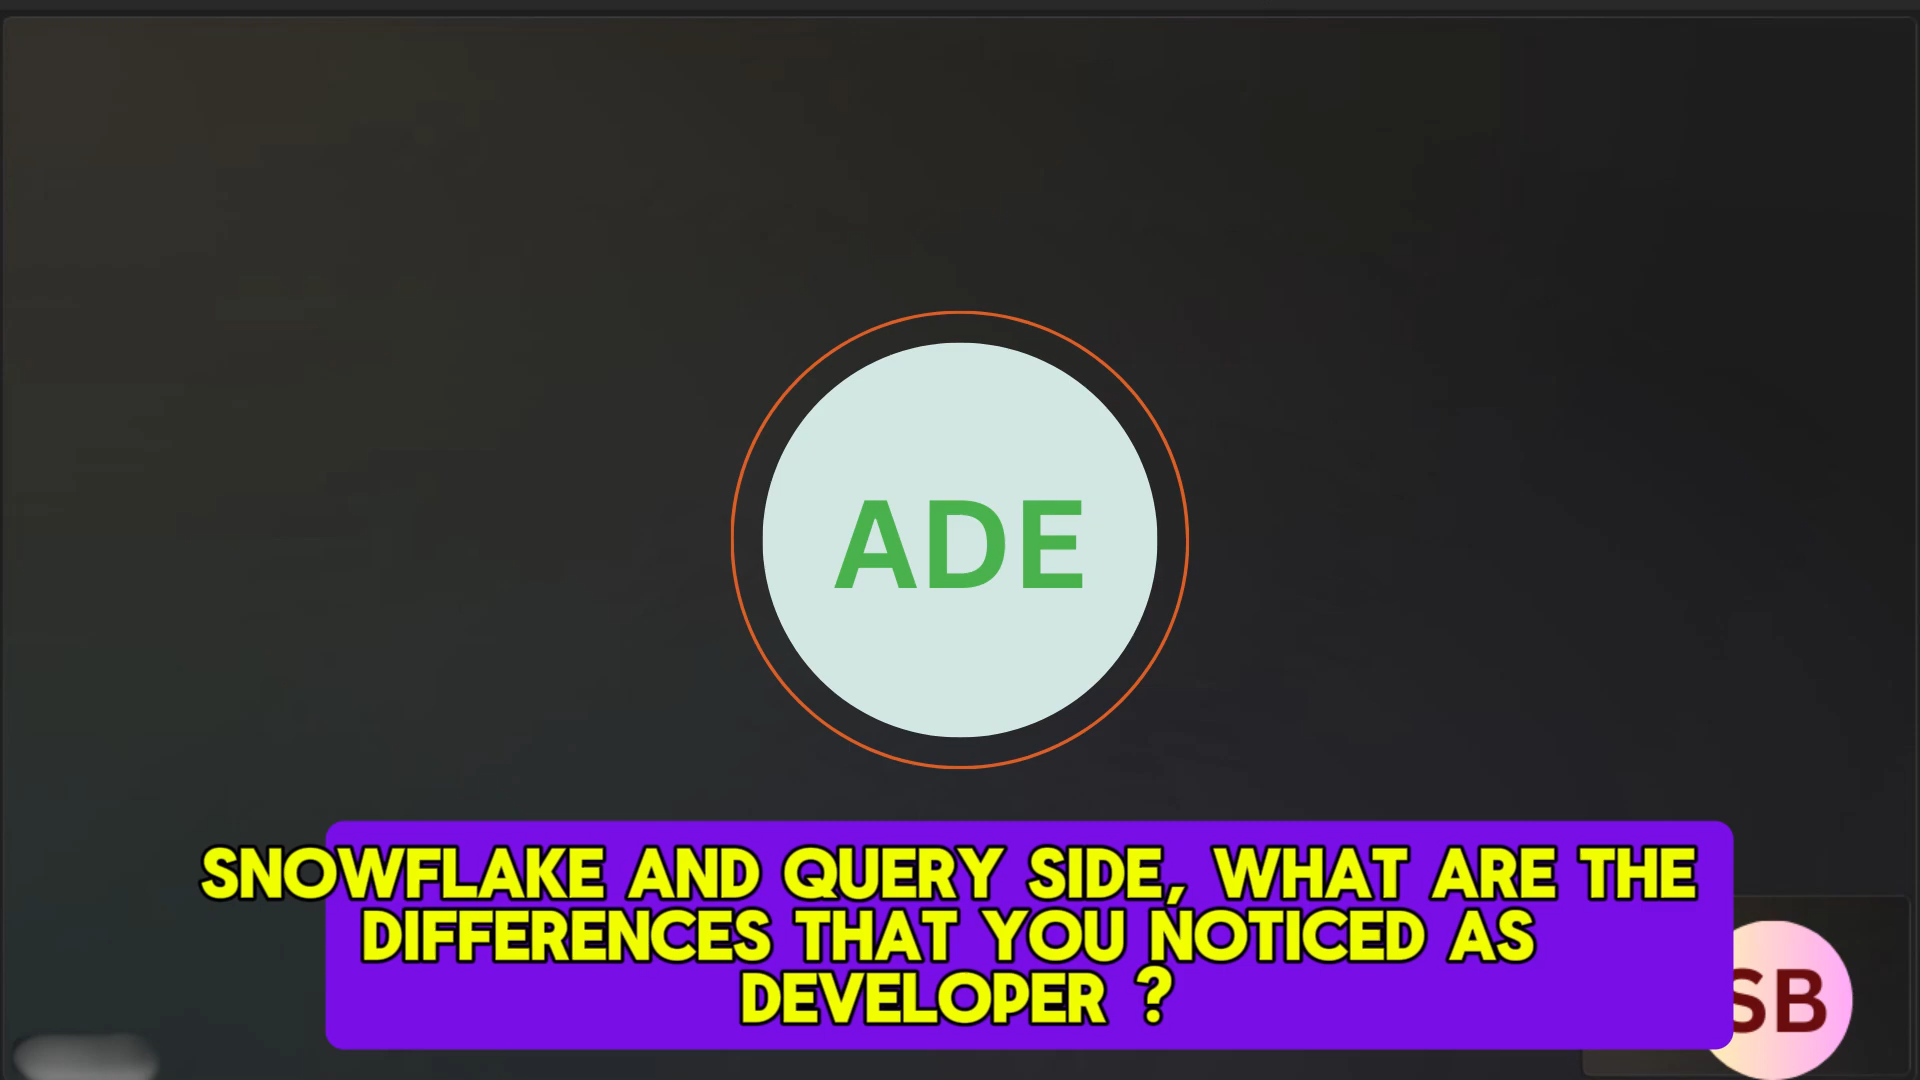 ADE
SNOWFLAKE AND QUERY SIDE, WHAT ARE THE
DIFFERENCES THAT YOU NOTICED AS
DEVELOPER ?
SB